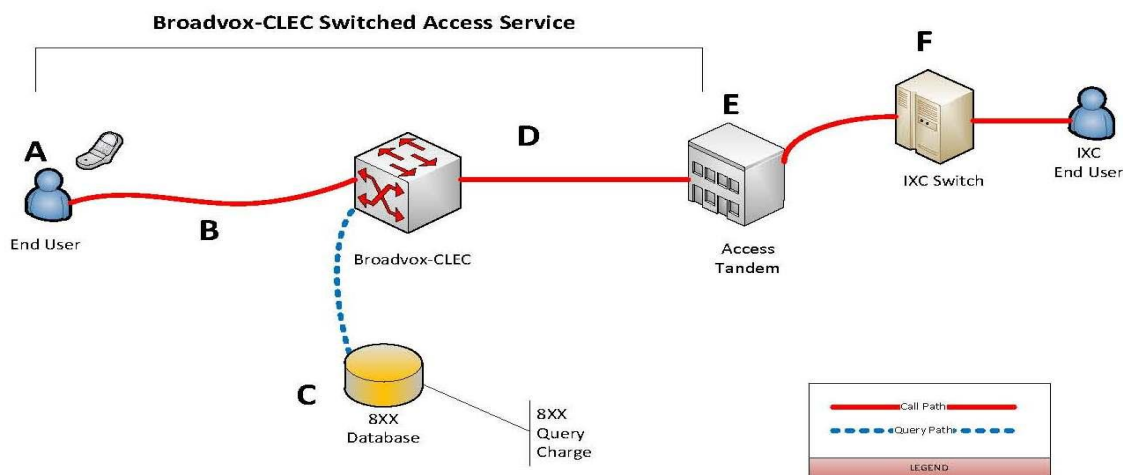 Broadvox-CLEC Switched Access Service
F
E
D
A
B
C
End User
Broadvox-CLEC
Access
Tandem
IXC Switch
IXC
End User
8XX
Database
8XX
Query
Charge
Call Path
Query Path
LEGEND